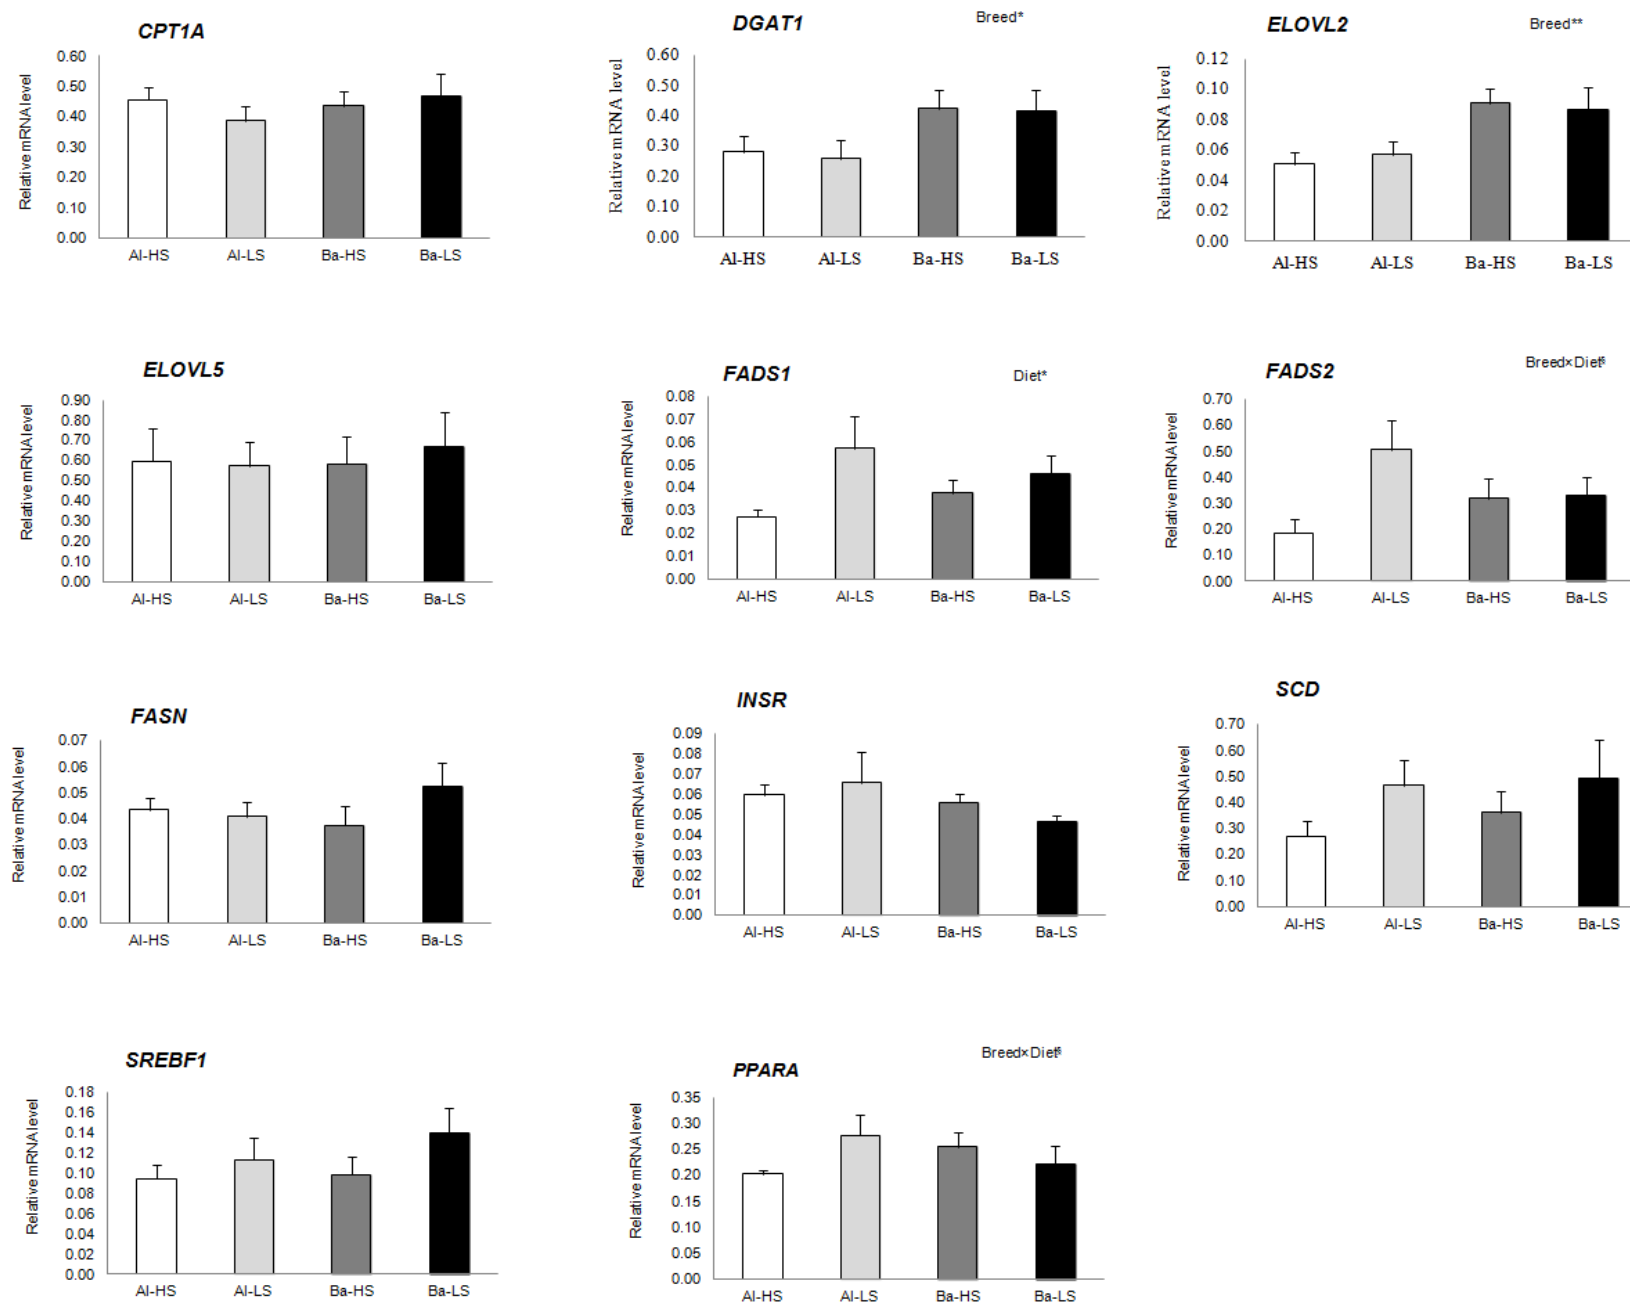 CPT1A
Relative mRNA level
0.60
0.50
0.40
0.30
0.20
0.10
0.00
Al-HS Al-LS Ba-HS Ba-LS
DGAT1
Breed*
Relative mRNA level
0.60
0.50
0.40
0.30
0.20
0.10
0.00
Al-HS Al-LS Ba-HS Ba-LS
ELOVL2
Breed**
Relative mRNA level
0.12
0.10
0.08
0.06
0.04
0.02
0.00
Al-HS Al-LS Ba-HS Ba-LS
ELOVL5
Relative mRNA level
0.90
0.80
0.70
0.60
0.50
0.40
0.30
0.20
0.10
0.00
Al-HS Al-LS Ba-HS Ba-LS
FADS1
Diet*
Relative mRNA level
0.08
0.07
0.06
0.05
0.04
0.03
0.02
0.01
0.00
Al-HS Al-LS Ba-HS Ba-LS
FADS2
Breed×Diet§
Relative mRNA level
0.70
0.60
0.50
0.40
0.30
0.20
0.10
0.00
Al-HS Al-LS Ba-HS Ba-LS
FASN
Relative mRNA level
0.07
0.06
0.05
0.04
0.03
0.02
0.01
0.00
Al-HS Al-LS Ba-HS Ba-LS
INSR
Relative mRNA level
0.09
0.08
0.07
0.06
0.05
0.04
0.03
0.02
0.01
0.00
Al-HS Al-LS Ba-HS Ba-LS
SCD
Relative mRNA level
0.70
0.60
0.50
0.40
0.30
0.20
0.10
0.00
Al-HS Al-LS Ba-HS Ba-LS
SREBF1
Relative mRNA level
0.18
0.16
0.14
0.12
0.10
0.08
0.06
0.04
0.02
0.00
Al-HS Al-LS Ba-HS Ba-LS
PPARA
Breed×Diet§
Relative mRNA level
0.35
0.30
0.25
0.20
0.15
0.10
0.05
0.00
Al-HS Al-LS Ba-HS Ba-LS